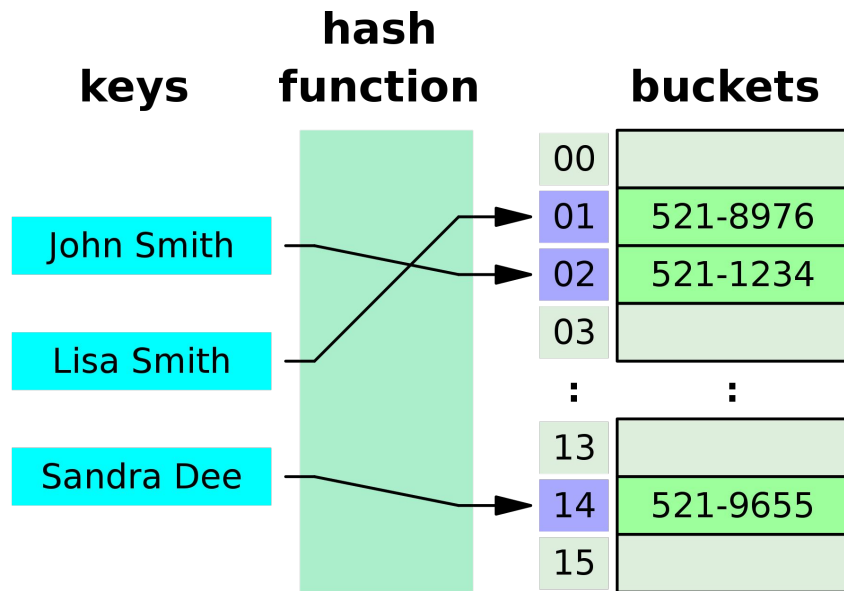 hash
keys function buckets
00
01 521-8976
John Smith
02 521-1234
03
Lisa Smith
: :
13
Sandra Dee
14 521-9655
15